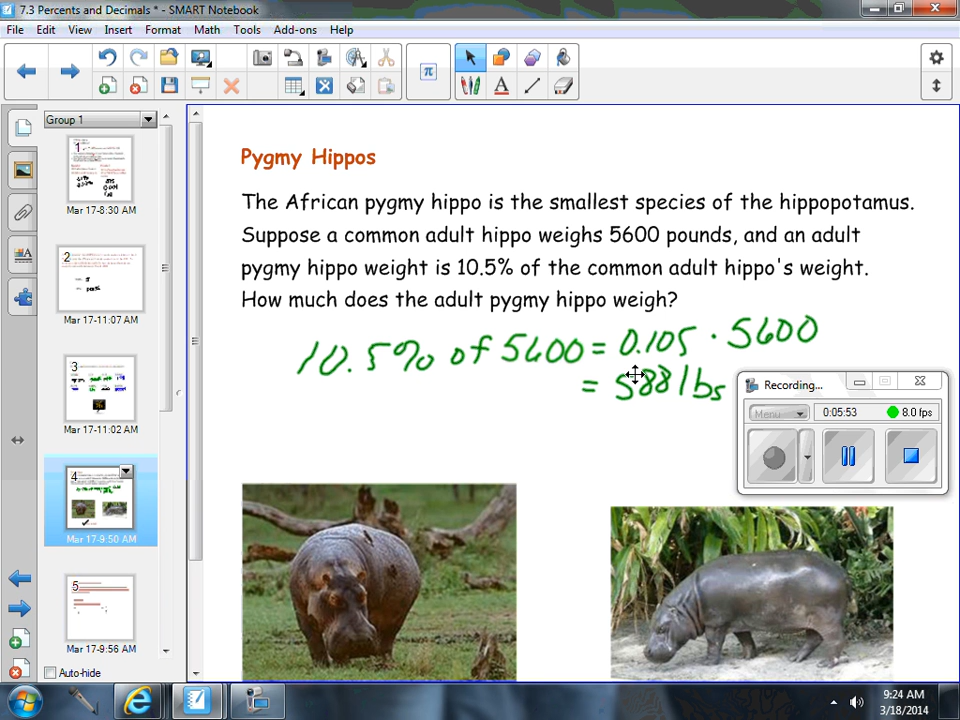 7.3 Percents and Decimals * - SMART Notebook
File Edit View Insert Format Math Tools Add-ons Help
π
Group 1
1
Mar 17-8:30 AM
2
Mar 17-11:07 AM
3
Mar 17-11:02 AM
4
Mar 17-9:50 AM
5
Mar 17-9:56 AM
Auto-hide
Pygmy Hippos
The African pygmy hippo is the smallest species of the hippopotamus.
Suppose a common adult hippo weighs 5600 pounds, and an adult
pygmy hippo weight is 10.5% of the common adult hippo's weight.
How much does the adult pygmy hippo weigh?
10.5% of 5600 = 0.105 · 5600
= 588 lbs
Recording...
Menu
0:05:53
8.0 fps
9:24 AM
3/18/2014